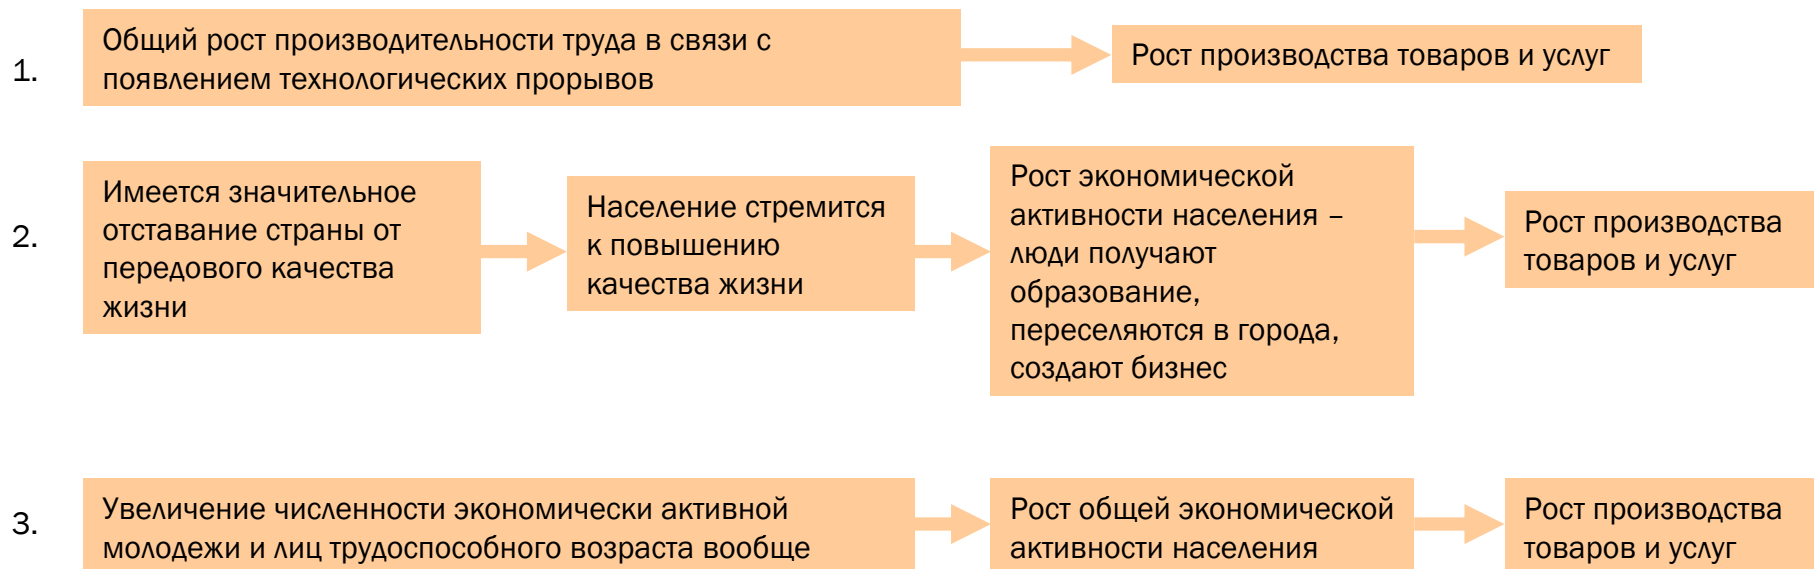 1.
Общий рост производительности труда в связи с
появлением технологических прорывов
Рост производства товаров и услуг
2.
Имеется значительное
отставание страны от
передового качества
жизни
Население стремится
к повышению
качества жизни
Рост экономической
активности населения –
люди получают
образование,
переселяются в города,
создают бизнес
Рост производства
товаров и услуг
3.
Увеличение численности экономически активной
молодежи и лиц трудоспособного возраста вообще
Рост общей экономической
активности населения
Рост производства
товаров и услуг